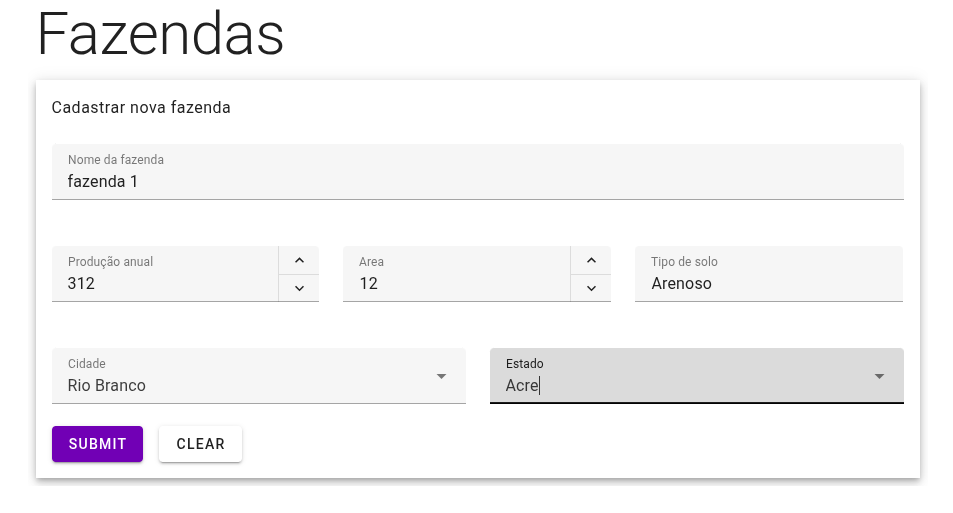 Fazendas
Cadastrar nova fazenda
Nome da fazenda
fazenda 1
Produção anual
312
Area
12
Tipo de solo
Arenoso
Cidade
Rio Branco
Estado
Acre
SUBMIT
CLEAR